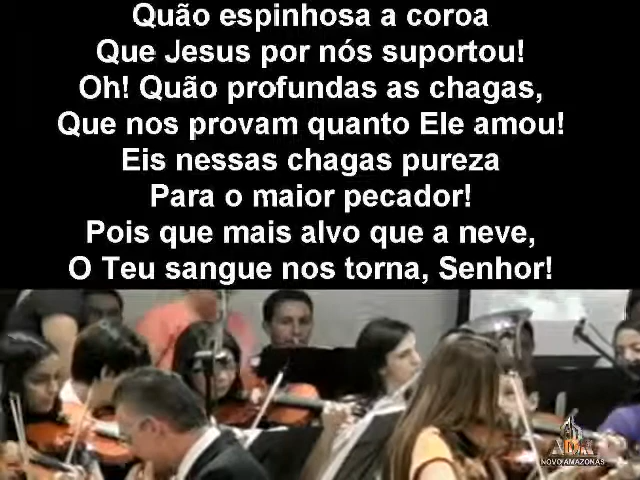 Quão espinhosa a coroa
Que Jesus por nós suportou!
Oh! Quão profundas as chagas,
Que nos provam quanto Ele amou!
Eis nessas chagas pureza
Para o maior pecador!
Pois que mais alvo que a neve,
O Teu sangue nos torna, Senhor!
NOVO AMAZONAS